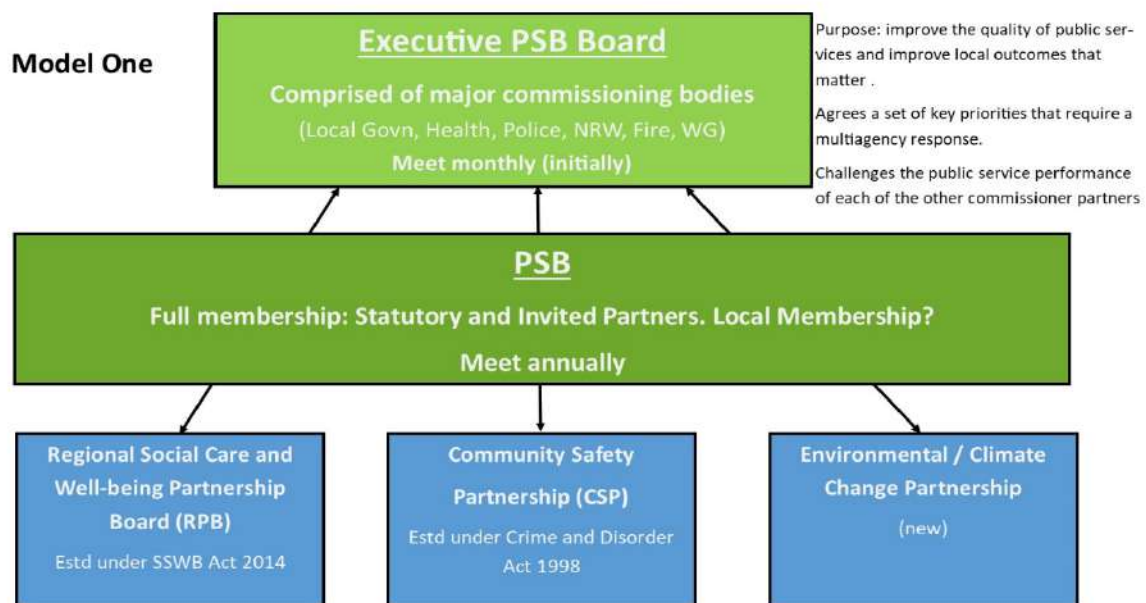 Model One
Executive PSB Board
Comprised of major commissioning bodies
(Local Govn, Health, Police, NRW, Fire, WG)
Meet monthly (initially)
Purpose: improve the quality of public ser-
vices and improve local outcomes that
matter .
Agrees a set of key priorities that require a
multiagency response.
Challenges the public service performance
of each of the other commissioner partners
PSB
Full membership: Statutory and Invited Partners. Local Membership?
Meet annually
Regional Social Care and
Well-being Partnership
Board (RPB)
Estd under SSWB Act 2014
Community Safety
Partnership (CSP)
Estd under Crime and Disorder
Act 1998
Environmental / Climate
Change Partnership
(new)